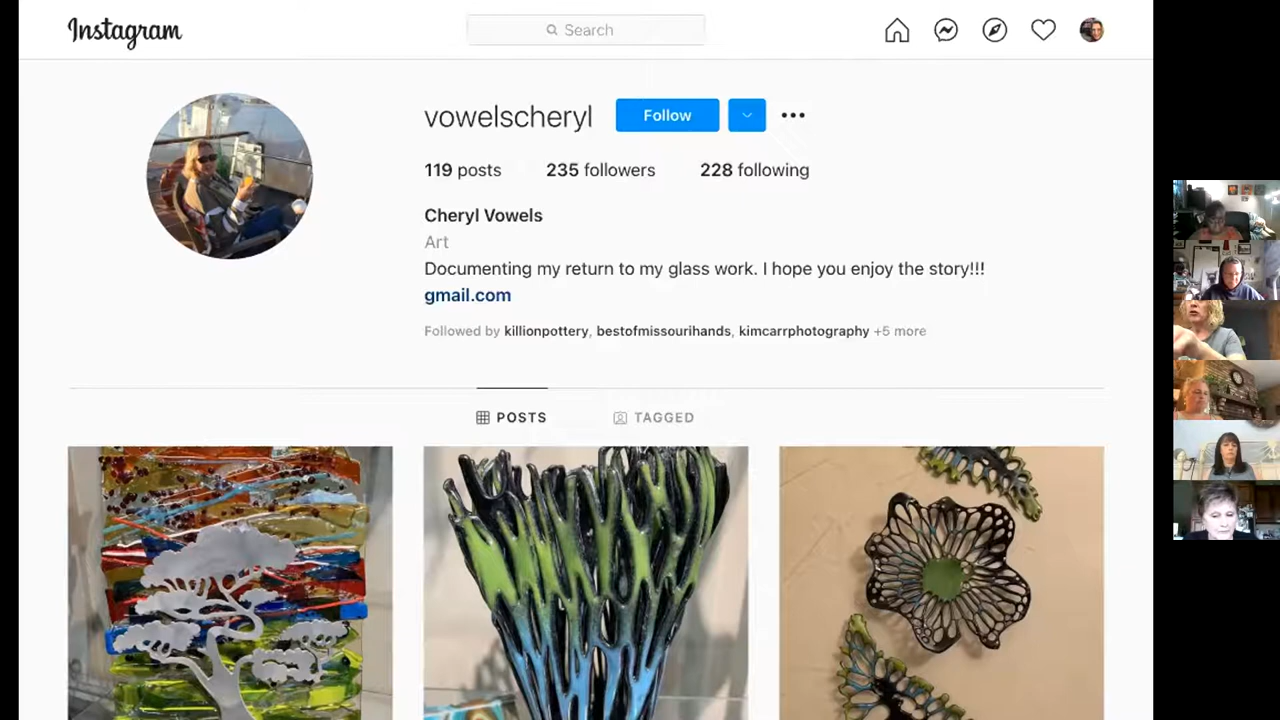 Instagram
Search
vowelscheryl
Follow
119 posts 235 followers 228 following
Cheryl Vowels
Art
Documenting my return to my glass work. I hope you enjoy the story!!!
gmail.com
Followed by killionpottery, bestofmissourihands, kimcarrphotography +5 more
POSTS TAGGED